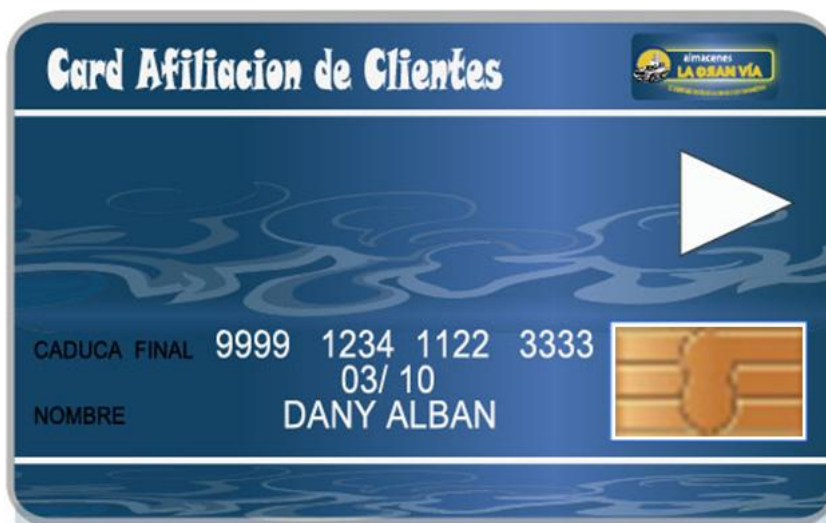 Card Afiliacion de Clientes
almacenes
LA GRAN VÍA
CADUCA FINAL 9999 1234 1122 3333
03/ 10
NOMBRE DANY ALBAN